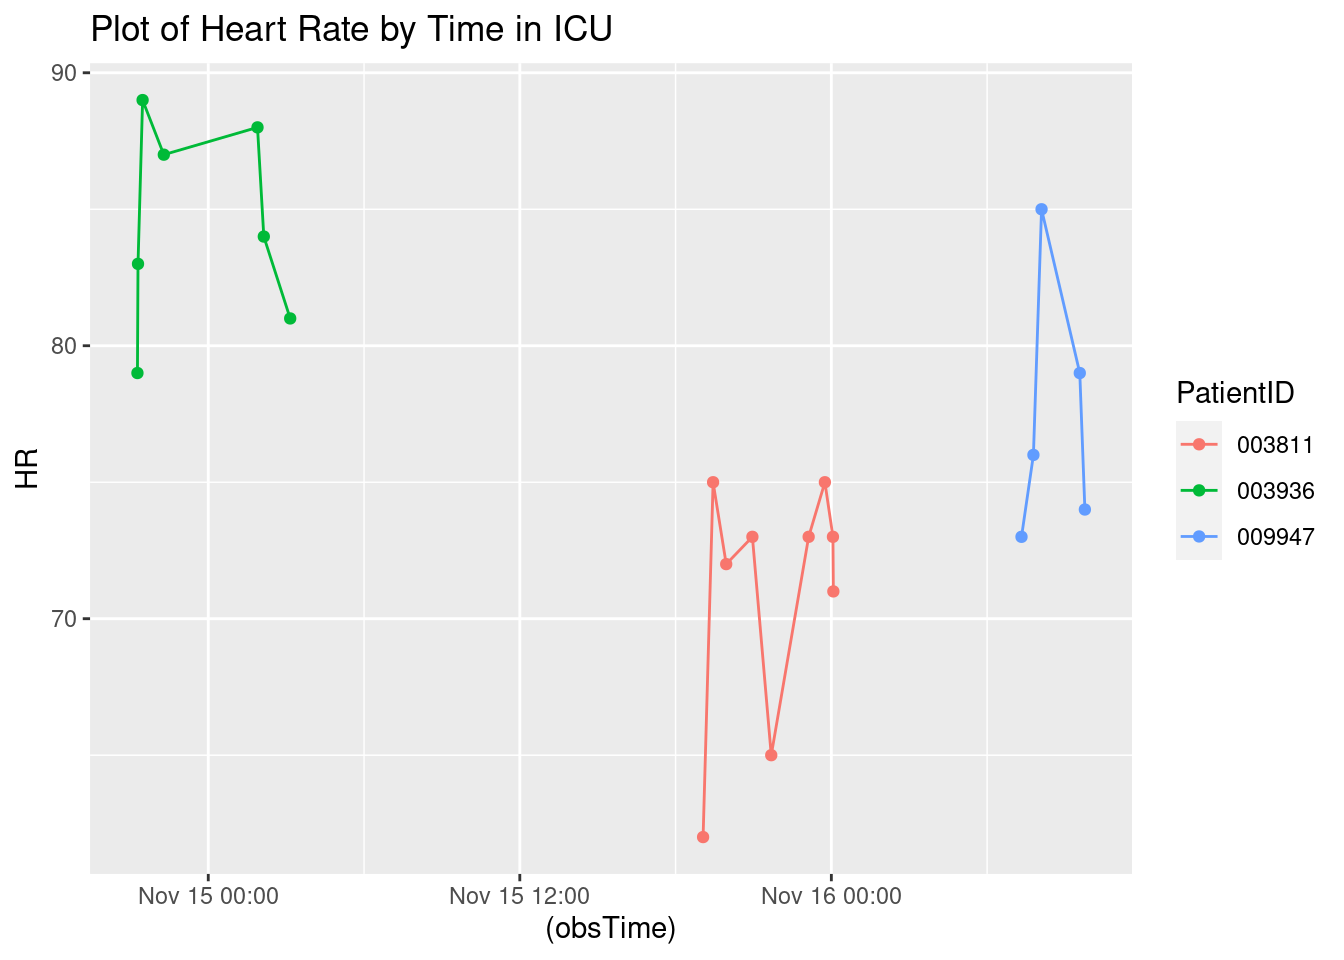 Plot of Heart Rate by Time in ICU
90
80
70
HR
Nov 15 00:00
Nov 15 12:00
Nov 16 00:00
(obsTime)
PatientID
003811
003936
009947